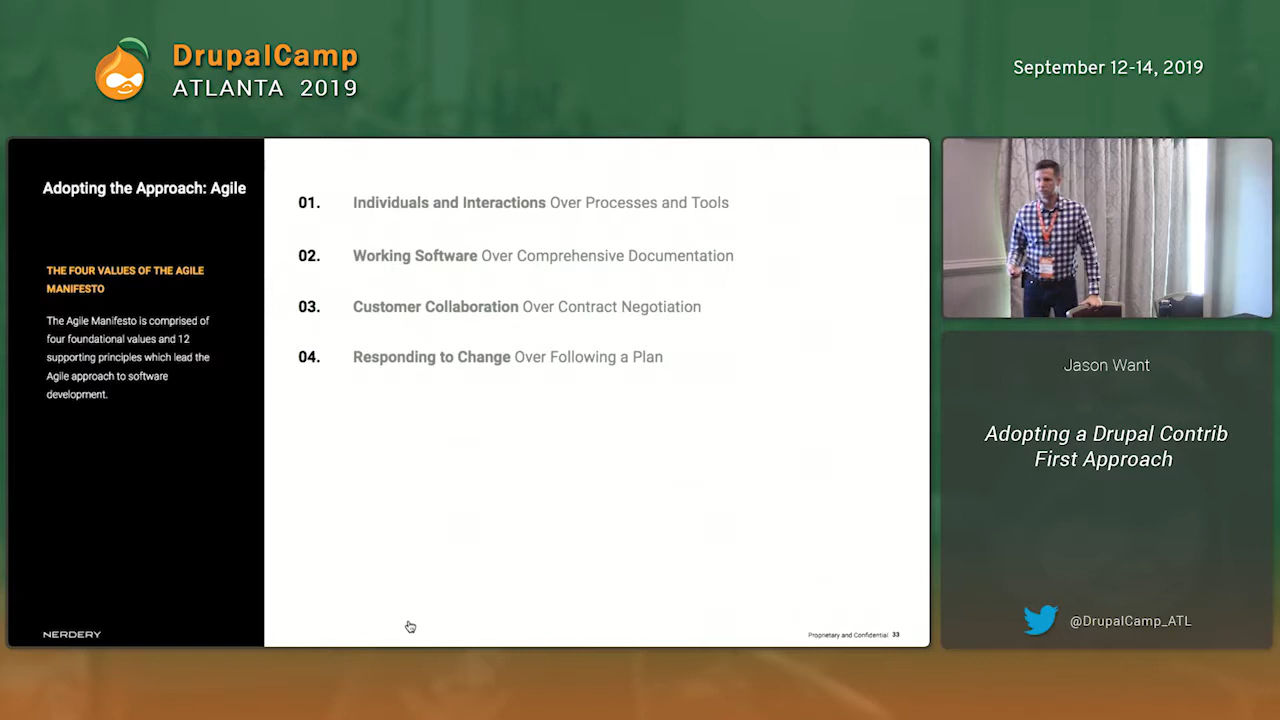 DrupalCamp
ATLANTA 2019
September 12-14, 2019
Adopting the Approach: Agile
THE FOUR VALUES OF THE AGILE
MANIFESTO
The Agile Manifesto is comprised of
four foundational values and 12
supporting principles which lead the
Agile approach to software
development.
NERDERY
01. Individuals and Interactions Over Processes and Tools
02. Working Software Over Comprehensive Documentation
03. Customer Collaboration Over Contract Negotiation
04. Responding to Change Over Following a Plan
Proprietary and Confidential 33
Jason Want
Adopting a Drupal Contrib
First Approach
@DrupalCamp_ATL